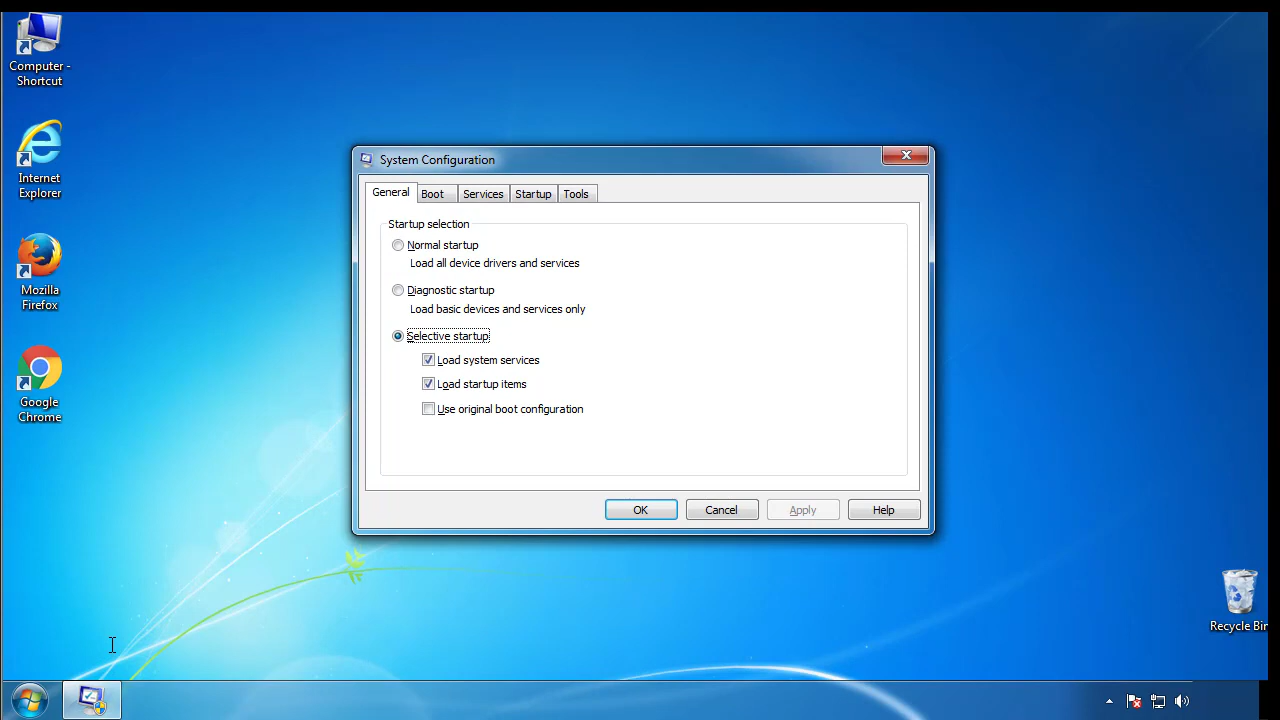 Computer -
Shortcut
Internet
Explorer
Mozilla
Firefox
Google
Chrome
System Configuration
General
Boot
Services
Startup
Tools
Startup selection
Normal startup
Load all device drivers and services
Diagnostic startup
Load basic devices and services only
Selective startup
Load system services
Load startup items
Use original boot configuration
OK
Cancel
Apply
Help
Recycle Bin